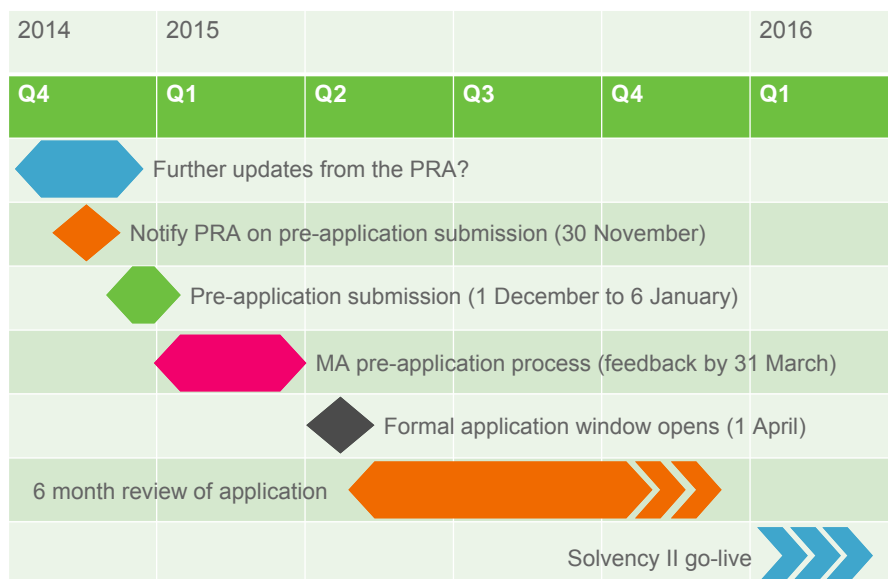 2014 2015 2016
Q4 Q1 Q2 Q3 Q4 Q1
Further updates from the PRA?
Notify PRA on pre-application submission (30 November)
Pre-application submission (1 December to 6 January)
MA pre-application process (feedback by 31 March)
Formal application window opens (1 April)
6 month review of application
Solvency II go-live